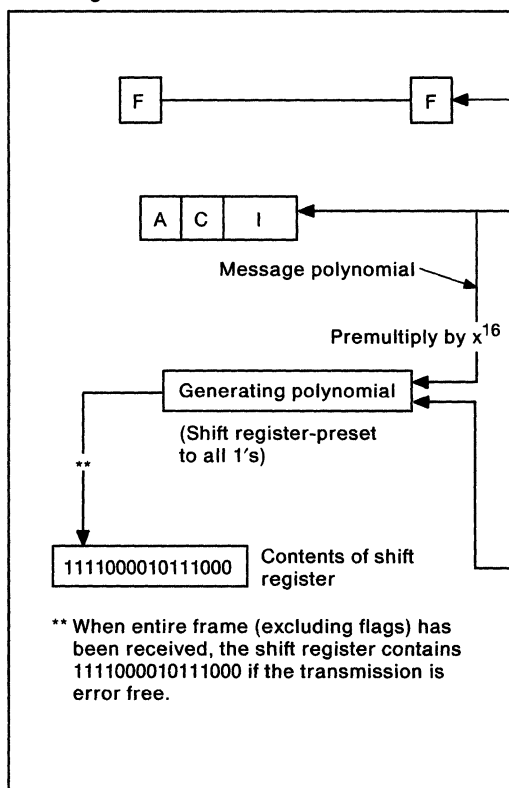 F F
A C I
Message polynomial
Premultiply by x^16
Generating polynomial
(Shift register-preset
to all 1's)
**
1111000010111000
Contents of shift
register
** When entire frame (excluding flags) has
been received, the shift register contains
1111000010111000 if the transmission is
error free.